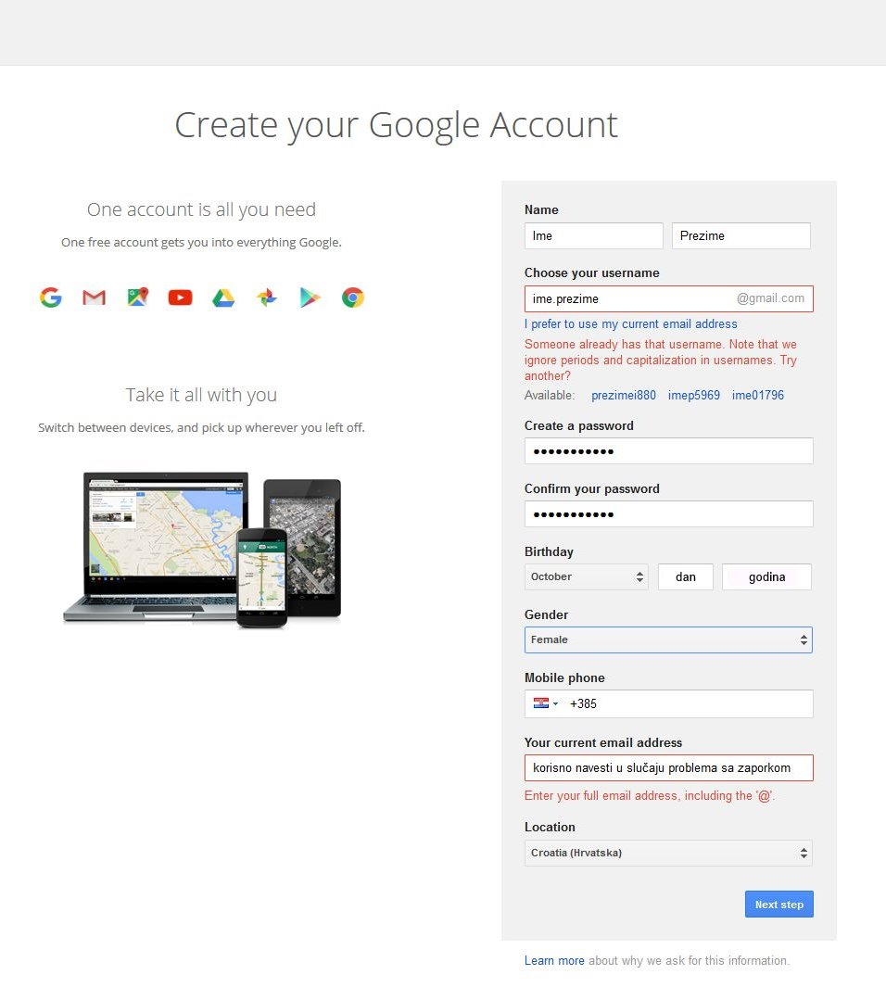 Create your Google Account
One account is all you need
One free account gets you into everything Google.
Take it all with you
Switch between devices, and pick up wherever you left off.
Name
Ime Prezime
Choose your username
ime.prezime @gmail.com
I prefer to use my current email address
Someone already has that username. Note that we
ignore periods and capitalization in usernames. Try
another?
Available: prezimei880 imep5969 ime01796
Create a password
●●●●●●●●●●●
Confirm your password
●●●●●●●●●●●
Birthday
October dan godina
Gender
Female
Mobile phone
+385
Your current email address
korisno navesti u slučaju problema sa zaporkom
Enter your full email address, including the '@'.
Location
Croatia (Hrvatska)
Next step
Learn more about why we ask for this information.